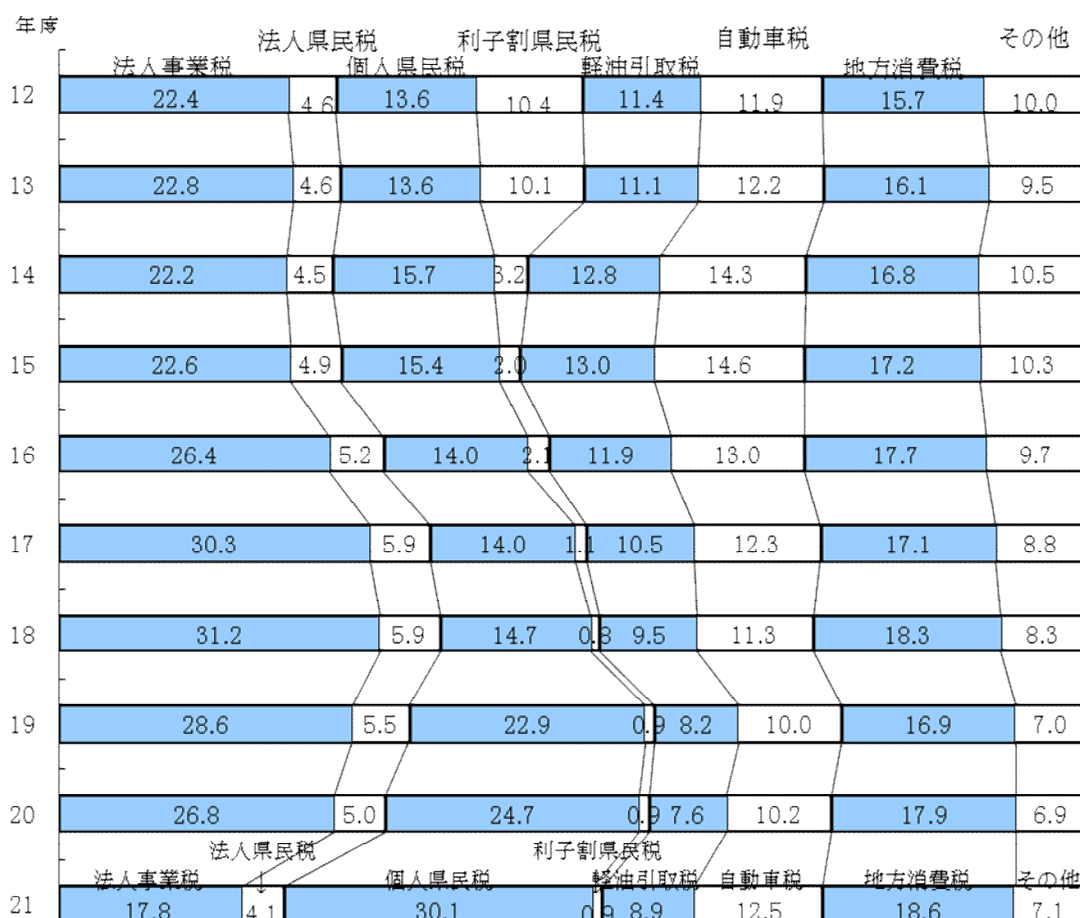 年度
法人県民税 利子割県民税 自動車税 その他
法人事業税 個人県民税 軽油引取税 地方消費税
12 22.4 4.6 13.6 10.4 11.4 11.9 15.7 10.0
13 22.8 4.6 13.6 10.1 11.1 12.2 16.1 9.5
14 22.2 4.5 15.7 3.2 12.8 14.3 16.8 10.5
15 22.6 4.9 15.4 2.0 13.0 14.6 17.2 10.3
16 26.4 5.2 14.0 2.1 11.9 13.0 17.7 9.7
17 30.3 5.9 14.0 1.1 10.5 12.3 17.1 8.8
18 31.2 5.9 14.7 0.8 9.5 11.3 18.3 8.3
19 28.6 5.5 22.9 0.9 8.2 10.0 16.9 7.0
20 26.8 5.0 24.7 0.9 7.6 10.2 17.9 6.9
法人県民税 利子割県民税
法人事業税 ↓ 個人県民税 軽油引取税 自動車税 地方消費税 その他
21 17.8 4.1 30.1 0.9 8.9 12.5 18.6 7.1